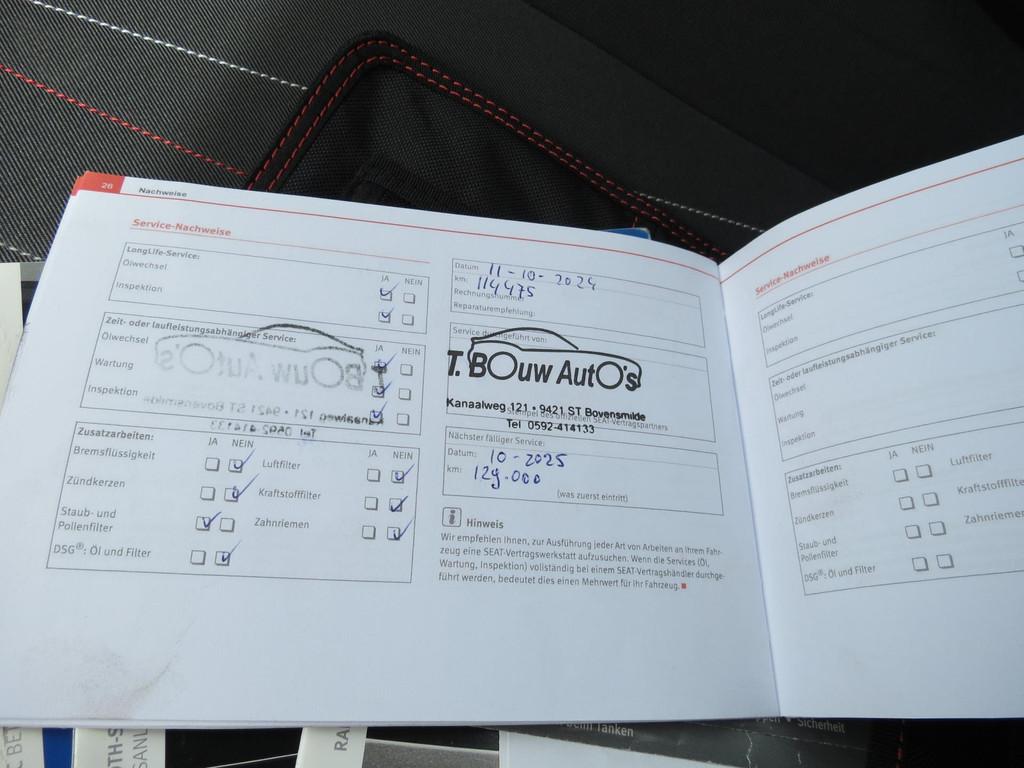 26 Nachweise
Service-Nachweise
LongLife-Service:
JA NEIN
Ölwechsel
Inspektion
Zeit- oder laufleistungsabhängiger Service:
JA NEIN
Ölwechsel
Wartung
Inspektion
Zusatzarbeiten:
JA NEIN
Bremsflüssigkeit
Luftfilter
Zündkerzen
Kraftstofffilter
Staub- und
Pollenfilter
Zahnriemen
DSG®: Öl und Filter
Datum 11-10-2024
km: 114475
Rechnungsnummer
Reparaturempfehlung:
Service durchgeführt von:
T. BOuw AutO's
Kanaalweg 121 • 9421 ST Bovensmilde
Stempel des offiziellen SEAT-Vertragspartners
Tel 0592-414133
Nächster fälliger Service:
Datum: 10-2025
km: 129.000
(was zuerst eintritt)
Hinweis
Wir empfehlen Ihnen, zur Ausführung jeder Art von Arbeiten an Ihrem Fahr-
zeug eine SEAT-Vertragswerkstatt aufzusuchen. Wenn die Services (Öl,
Wartung, Inspektion) vollständig bei einem SEAT-Vertragshändler durchge-
führt werden, bedeutet dies einen Mehrwert für Ihr Fahrzeug.
Service-Nachweise
JA
LongLife-Service:
Ölwechsel
Inspektion
Zeit- oder laufleistungsabhängiger Service:
Ölwechsel
Wartung
Inspektion
Zusatzarbeiten:
JA NEIN
Bremsflüssigkeit
Luftfilter
Zündkerzen
Kraftstofffilter
Staub- und
Pollenfilter
Zahnriemen
DSG®: Öl und Filter
Tanken
Sicherheit